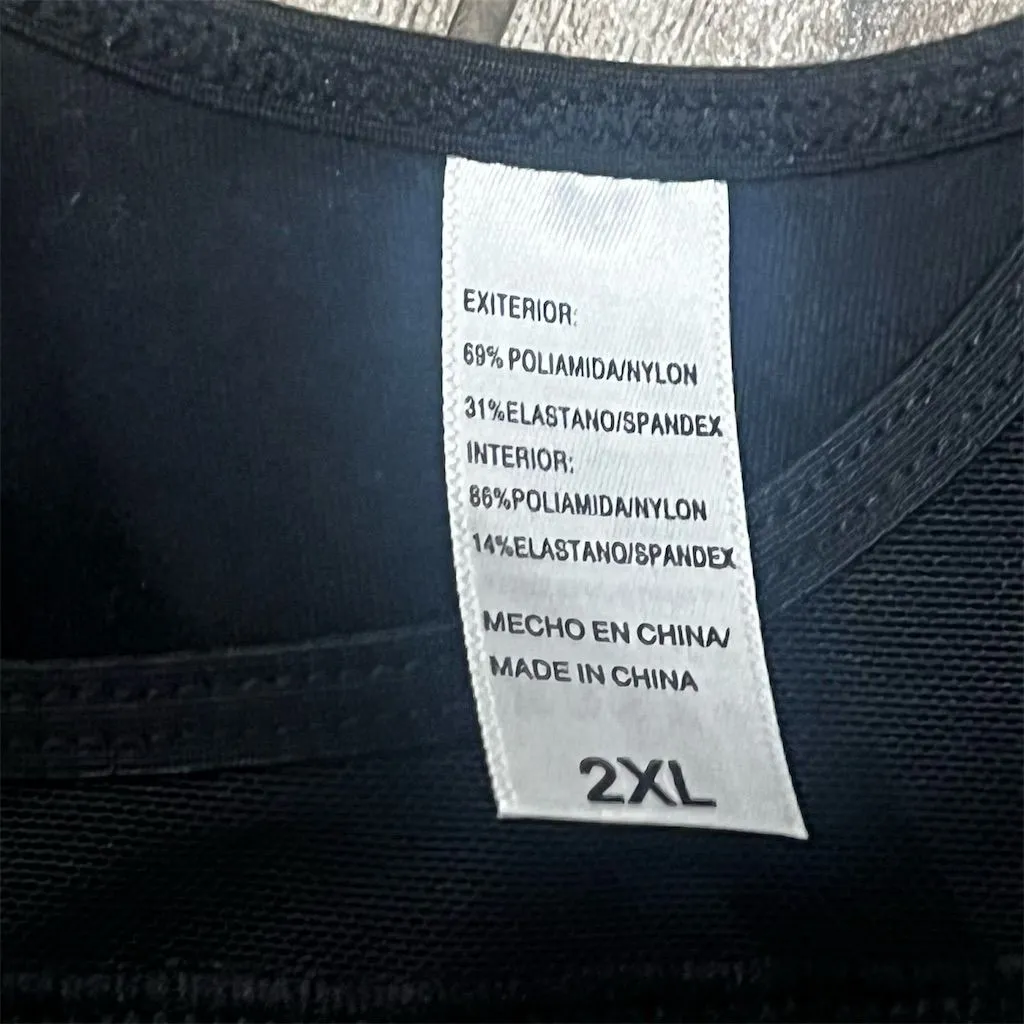 EXITERIOR:
69% POLIAMIDA/NYLON
31%ELASTANO/SPANDEX
INTERIOR:
86%POLIAMIDA/NYLON
14%ELASTANO/SPANDEX
MECHO EN CHINA/
MADE IN CHINA
2XL